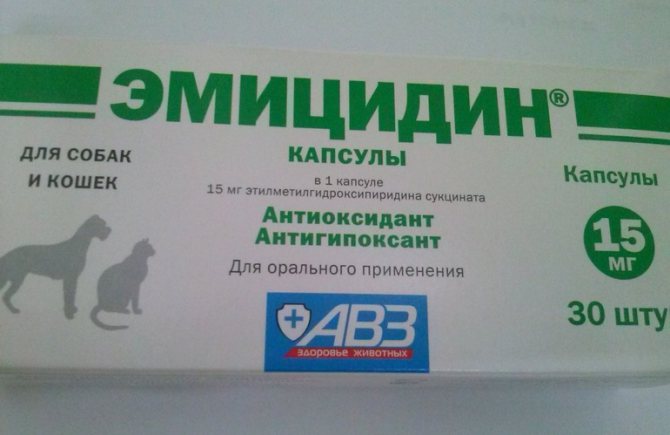 ЭМИЦИДИН®
ДЛЯ СОБАК
И КОШЕК
КАПСУЛЫ
в 1 капсуле
15 мг этилметилгидроксипиридина сукцината
Антиоксидант
Антигипоксант
Для орального применения
АВЗ
здоровье животных
Капсулы
15
МГ
30 шту